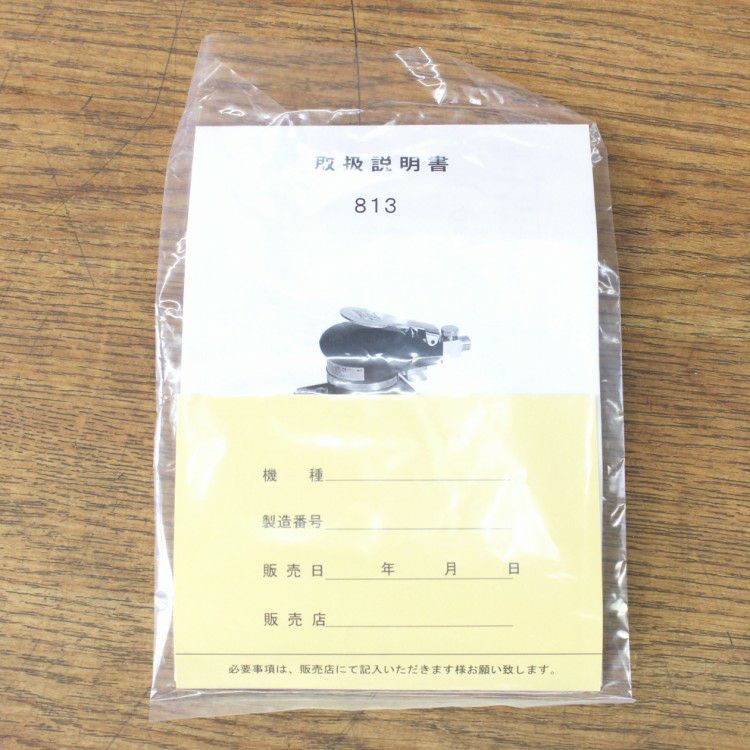 取扱説明書
813
機 種
製造番号
販売日 年 月 日
販売店
必要事項は、販売店にて記入いただきます様お願い致します。